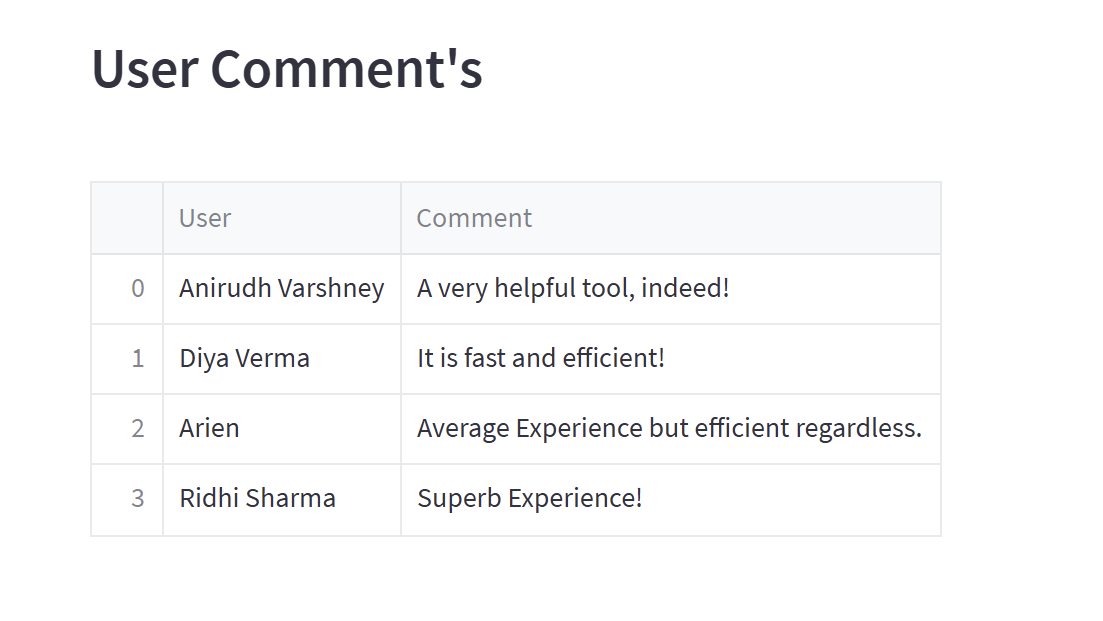 User Comment's
User Comment
0 Anirudh Varshney A very helpful tool, indeed!
1 Diya Verma It is fast and efficient!
2 Arien Average Experience but efficient regardless.
3 Ridhi Sharma Superb Experience!